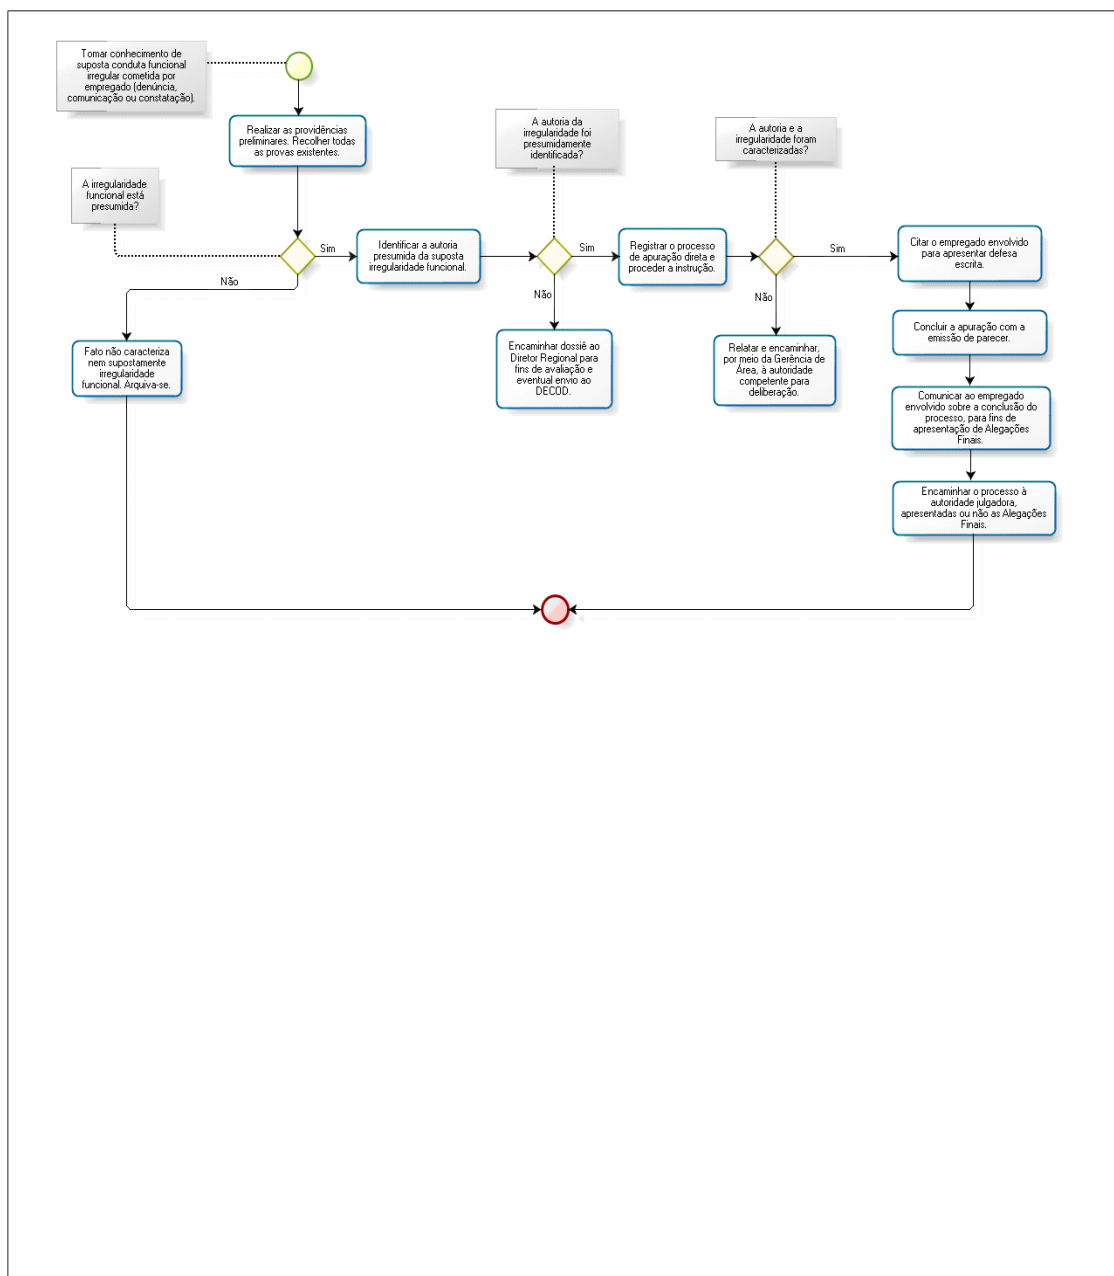 Tomar conhecimento de
suposta conduta funcional
irregular cometida por
empregado (denúncia,
comunicação ou constatação).
Realizar as providências
preliminares. Recolher todas
as provas existentes.
A irregularidade
funcional está
presumida?
Sim
Não
Fato não caracteriza
nem supostamente
irregularidade
funcional. Arquiva-se.
Identificar a autoria
presumida da suposta
irregularidade funcional.
A autoria da
irregularidade foi
presumidamente
identificada?
Sim
Não
Encaminhar dossiê ao
Diretor Regional para
fins de avaliação e
eventual envio ao
DECOD.
Registrar o processo
de apuração direta e
proceder a instrução.
A autoria e a
irregularidade foram
caracterizadas?
Sim
Não
Relatar e encaminhar,
por meio da Gerência de
Área, à autoridade
competente para
deliberação.
Citar o empregado envolvido
para apresentar defesa
escrita.
Concluir a apuração com a
emissão de parecer.
Comunicar ao empregado
envolvido sobre a conclusão do
processo, para fins de
apresentação de Alegações
Finais.
Encaminhar o processo à
autoridade julgadora,
apresentadas ou não as Alegações
Finais.